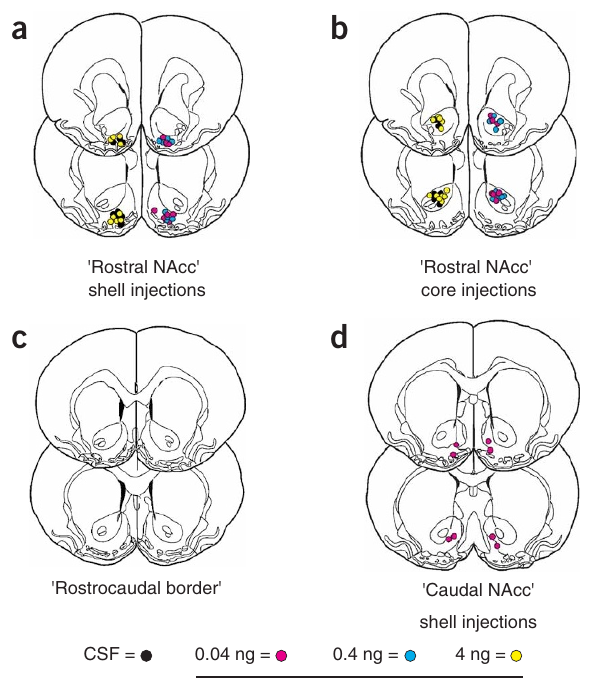 a
b
'Rostral NAcc'
shell injections
'Rostral NAcc'
core injections
c
d
'Rostrocaudal border'
'Caudal NAcc'
shell injections
CSF =
0.04 ng =
0.4 ng =
4 ng =